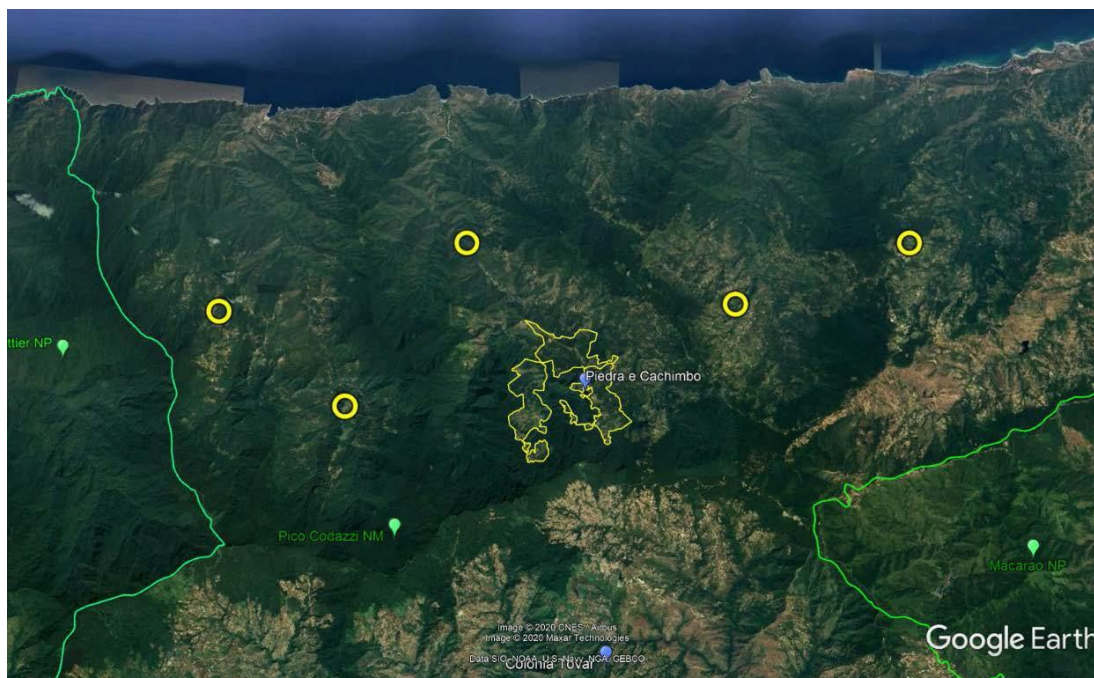 ttier NP
Piedra e Cachimbo
Pico Codazzi NM
Macarao NP
Image © 2020 CNES / Airbus
Image © 2020 Maxar Technologies
Data SIO, NOAA, U.S. Navy, NGA, GEBCO
Colonia Tovar
Google Earth